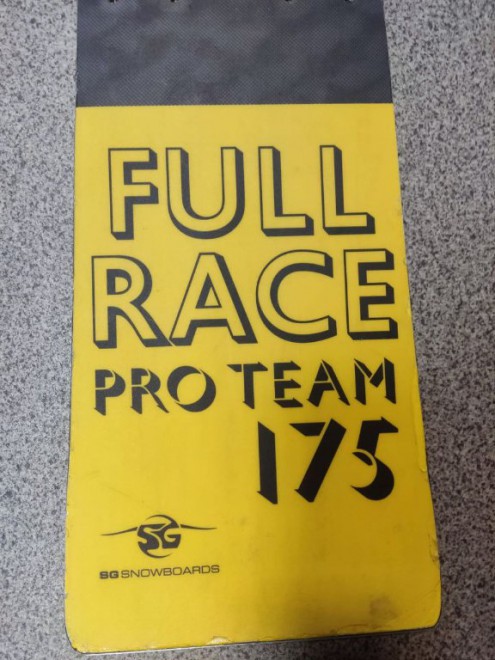 FULL
RACE
PRO TEAM
175
SG
SG SNOWBOARDS